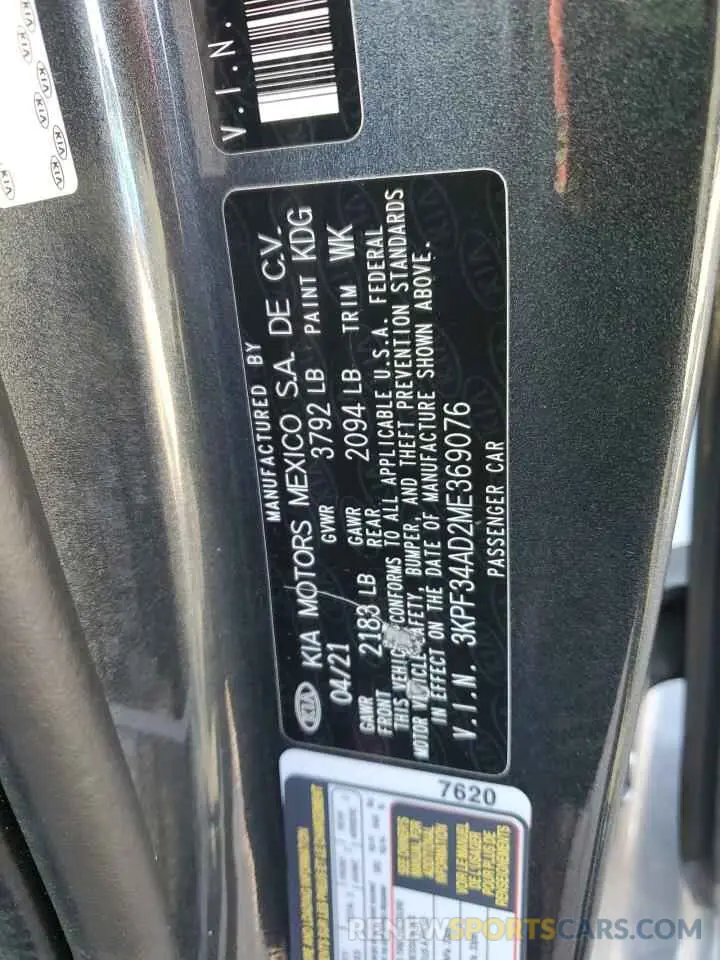 V.I.N.
MANUFACTURED BY
KIA KIA MOTORS MEXICO S.A. DE C.V.
04/21 GVWR 3792 LB PAINT KDG
GAWR FRONT 2183 LB GAWR REAR 2094 LB TRIM WK
THIS VEHICLE CONFORMS TO ALL APPLICABLE U.S.A. FEDERAL
MOTOR VEHICLE SAFETY, BUMPER, AND THEFT PREVENTION STANDARDS
IN EFFECT ON THE DATE OF MANUFACTURE SHOWN ABOVE.
V.I.N. 3KPF34AD2ME369076
PASSENGER CAR
7620
RENEWSPORTSCARS.COM